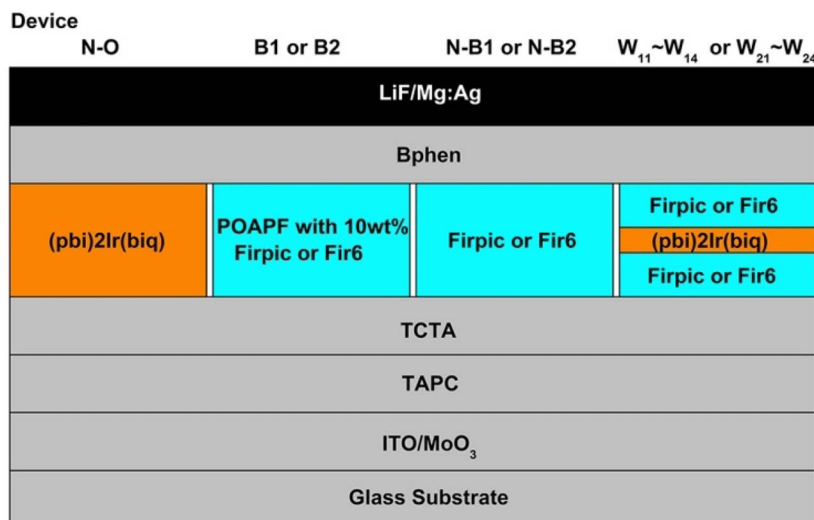 Device
N-O B1 or B2 N-B1 or N-B2 W₁₁~W₁₄ or W₂₁~W₂₄
LiF/Mg:Ag
Bphen
(pbi)2Ir(biq)
POAPF with 10wt%
Firpic or Fir6
Firpic or Fir6
Firpic or Fir6
(pbi)2Ir(biq)
Firpic or Fir6
TCTA
TAPC
ITO/MoO₃
Glass Substrate